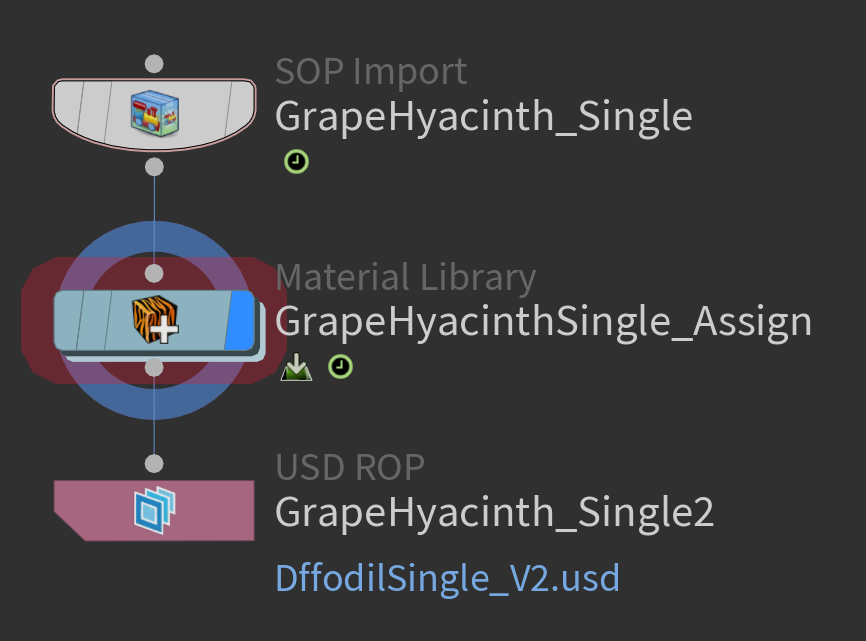 SOP Import
GrapeHyacinth_Single
Material Library
GrapeHyacinthSingle_Assign
USD ROP
GrapeHyacinth_Single2
DffodilSingle_V2.usd